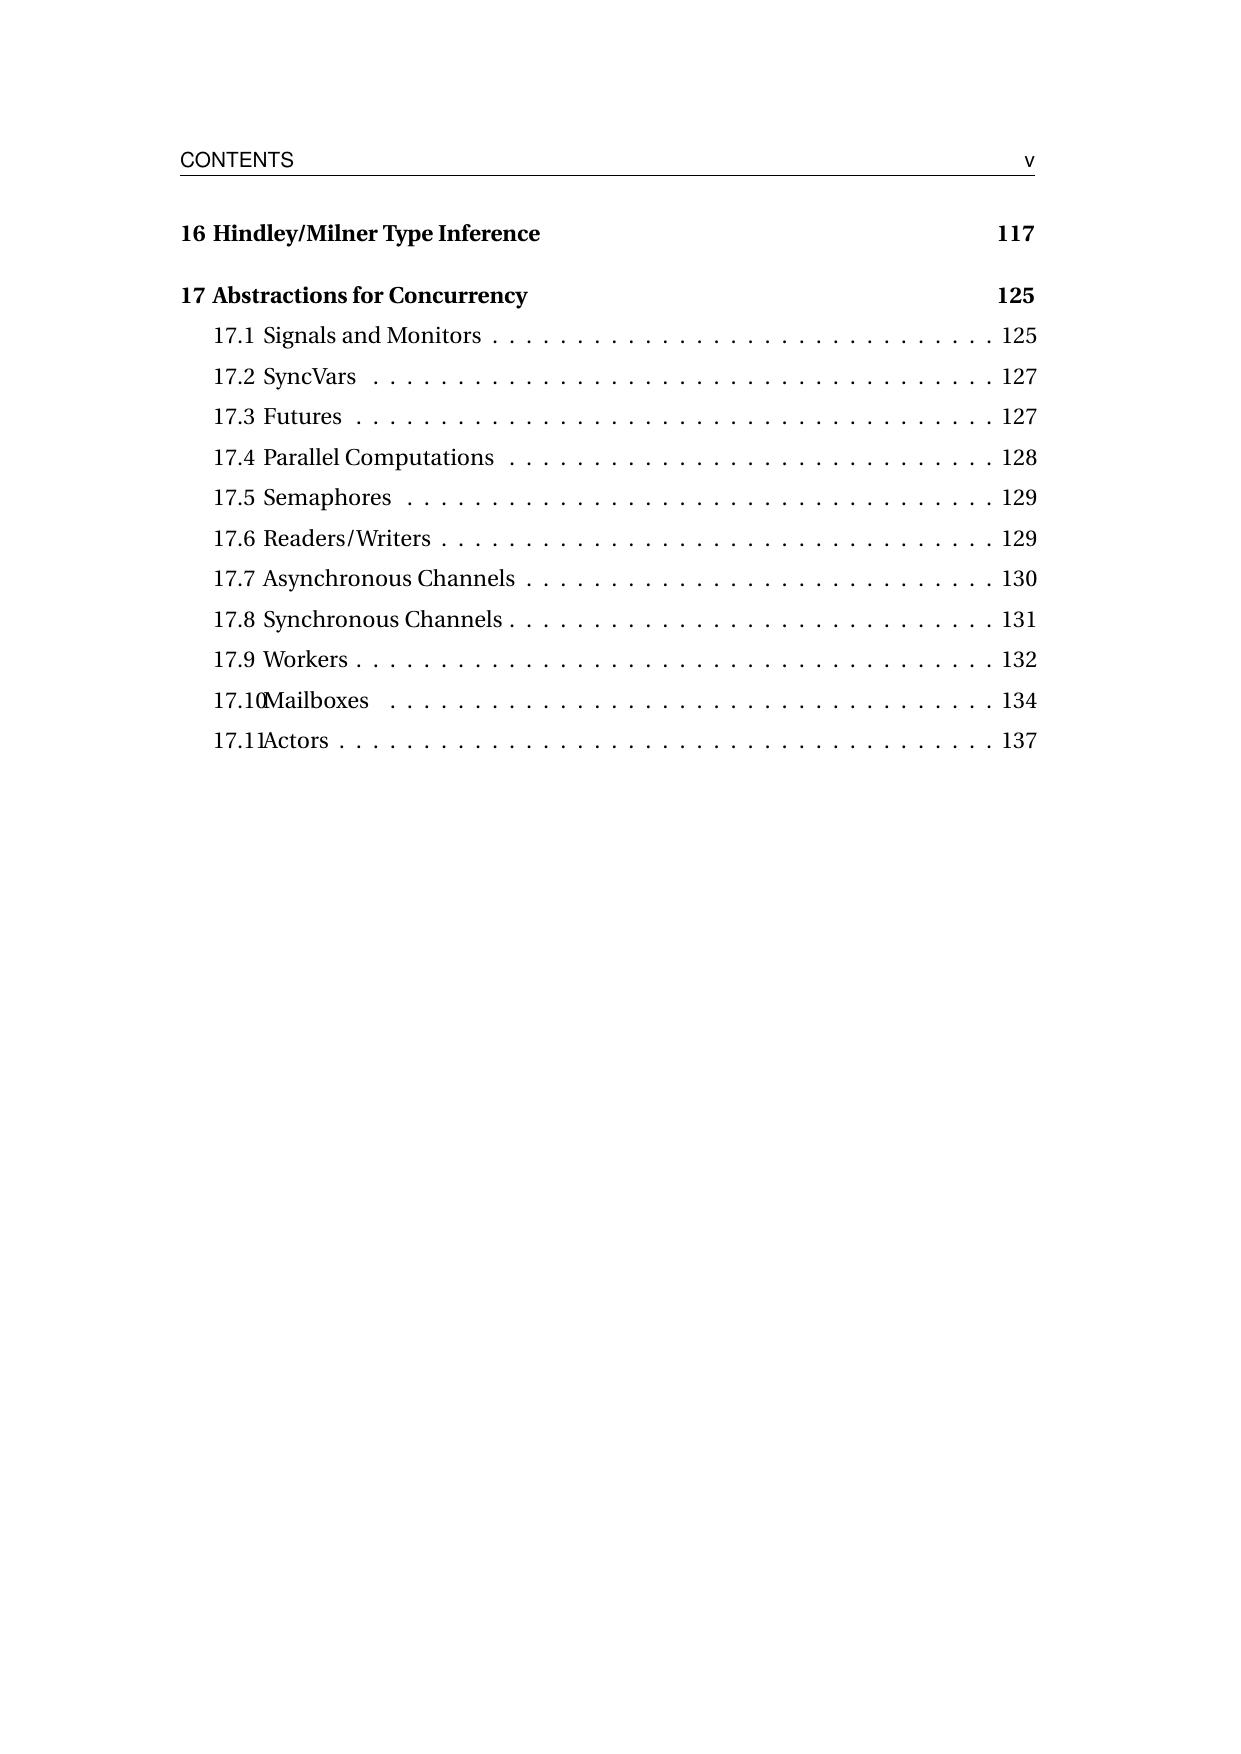 CONTENTS v
16 Hindley/Milner Type Inference 117
17 Abstractions for Concurrency 125
17.1 Signals and Monitors . . . . . . . . . . . . . . . . . . . . . . . . . . . . . . 125
17.2 SyncVars . . . . . . . . . . . . . . . . . . . . . . . . . . . . . . . . . . . . . 127
17.3 Futures . . . . . . . . . . . . . . . . . . . . . . . . . . . . . . . . . . . . . . 127
17.4 Parallel Computations . . . . . . . . . . . . . . . . . . . . . . . . . . . . . 128
17.5 Semaphores . . . . . . . . . . . . . . . . . . . . . . . . . . . . . . . . . . . 129
17.6 Readers/Writers . . . . . . . . . . . . . . . . . . . . . . . . . . . . . . . . . 129
17.7 Asynchronous Channels . . . . . . . . . . . . . . . . . . . . . . . . . . . . 130
17.8 Synchronous Channels . . . . . . . . . . . . . . . . . . . . . . . . . . . . . 131
17.9 Workers . . . . . . . . . . . . . . . . . . . . . . . . . . . . . . . . . . . . . . 132
17.10Mailboxes . . . . . . . . . . . . . . . . . . . . . . . . . . . . . . . . . . . . 134
17.11Actors . . . . . . . . . . . . . . . . . . . . . . . . . . . . . . . . . . . . . . . 137